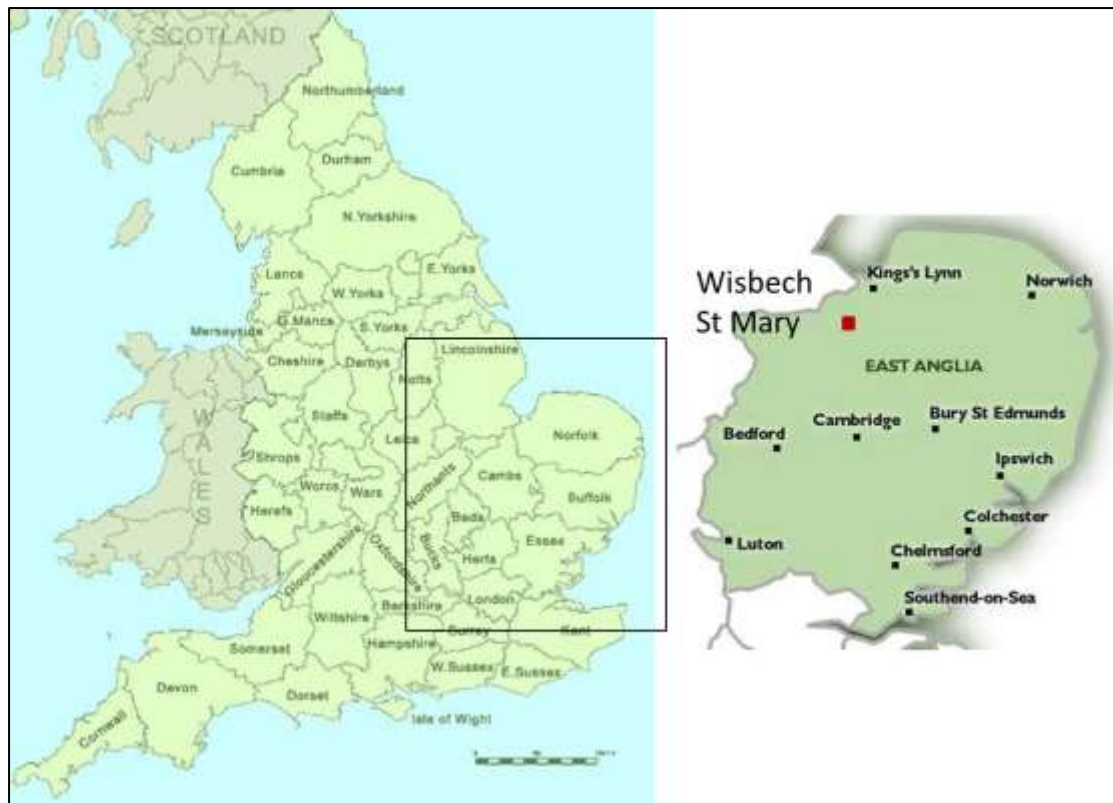 SCOTLAND
Northumberland
Durham
Cumbria
N.Yorkshire
Lancs
E.Yorks
W.Yorks
G.Mancs
S.Yorks
Merseyside
Lincolnshire
Cheshire
Derbys
Notts
WALES
Staffs
Leics
Norfolk
Shrops
Cambs
Worcs
Wars
Northants
Suffolk
Herefs
Beds
Gloucestershire
Oxfordshire
Bucks
Essex
Herts
London
Wiltshire
Berkshire
Surrey
Kent
Somerset
Hampshire
W.Sussex
E.Sussex
Devon
Dorset
Isle of Wight
Cornwall
Wisbech
St Mary
Kings's Lynn
Norwich
EAST ANGLIA
Cambridge
Bury St Edmunds
Bedford
Ipswich
Colchester
Luton
Chelmsford
Southend-on-Sea